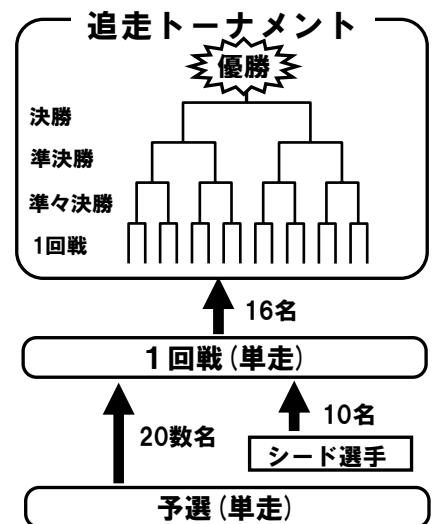 追走トーナメント
優勝
決勝
準決勝
準々決勝
1回戦
16名
1回戦(単走)
20数名
10名
シード選手
予選(単走)